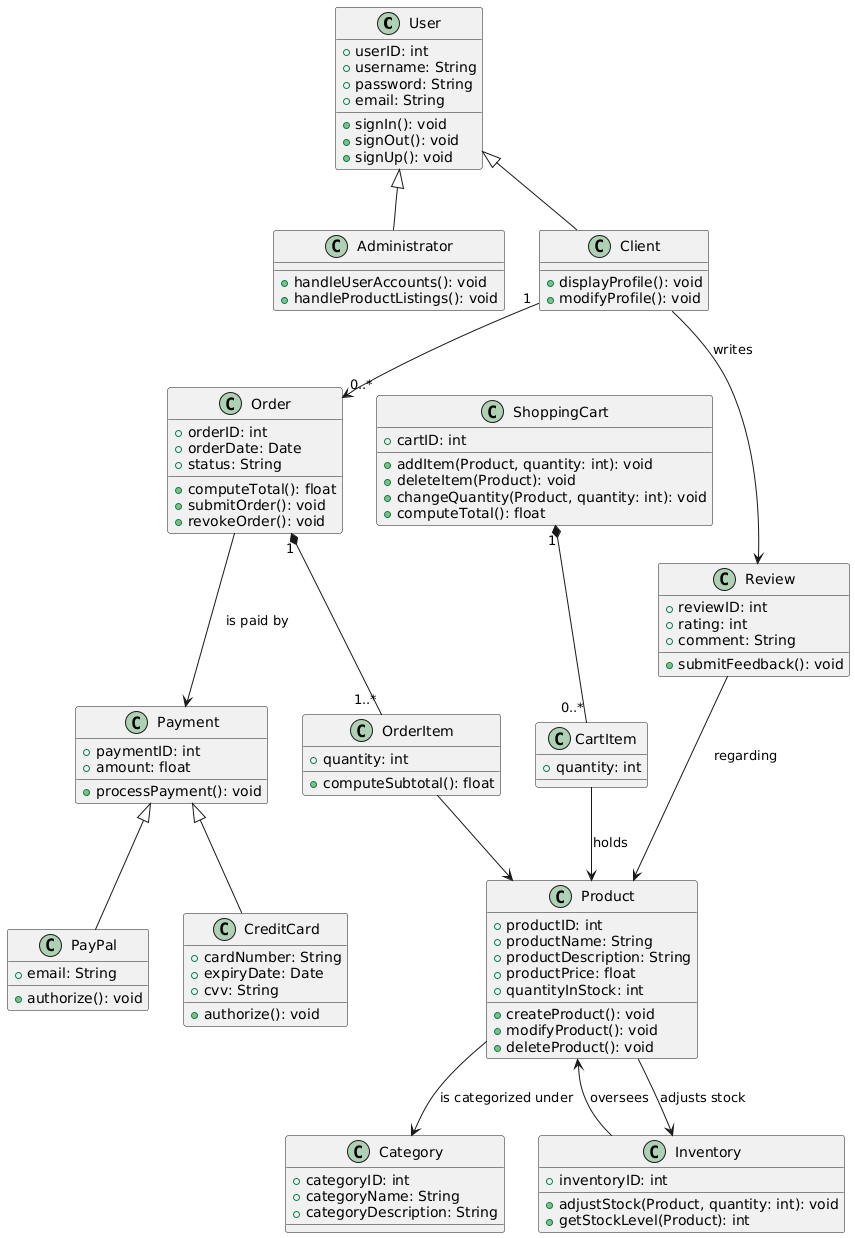 C User
userID: int
username: String
password: String
email: String
signIn(): void
signOut(): void
signUp(): void
C Administrator
handleUserAccounts(): void
handleProductListings(): void
C Client
displayProfile(): void
modifyProfile(): void
1
0..*
writes
C Order
orderID: int
orderDate: Date
status: String
computeTotal(): float
submitOrder(): void
revokeOrder(): void
C ShoppingCart
cartID: int
addItem(Product, quantity: int): void
deleteItem(Product): void
changeQuantity(Product, quantity: int): void
computeTotal(): float
1
1
C Review
reviewID: int
rating: int
comment: String
submitFeedback(): void
is paid by
1..*
0..*
C Payment
paymentID: int
amount: float
processPayment(): void
C OrderItem
quantity: int
computeSubtotal(): float
C CartItem
quantity: int
regarding
holds
C PayPal
email: String
authorize(): void
C CreditCard
cardNumber: String
expiryDate: Date
cvv: String
authorize(): void
C Product
productID: int
productName: String
productDescription: String
productPrice: float
quantityInStock: int
createProduct(): void
modifyProduct(): void
deleteProduct(): void
is categorized under
oversees
adjusts stock
C Category
categoryID: int
categoryName: String
categoryDescription: String
C Inventory
inventoryID: int
adjustStock(Product, quantity: int): void
getStockLevel(Product): int